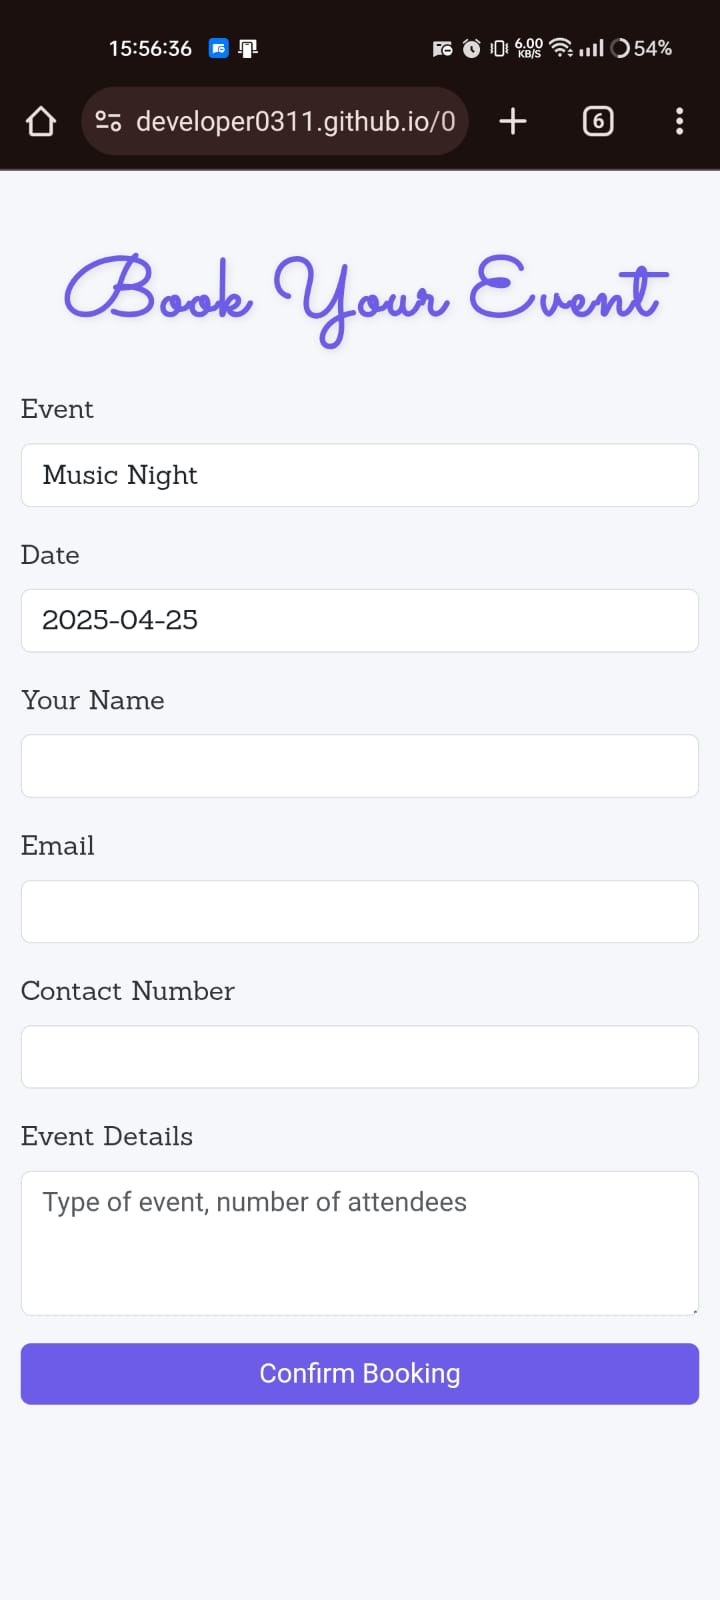 15:56:36 6.00 KB/S 54%
developer0311.github.io/0 6
Book Your Event
Event
Music Night
Date
2025-04-25
Your Name
Email
Contact Number
Event Details
Type of event, number of attendees
Confirm Booking